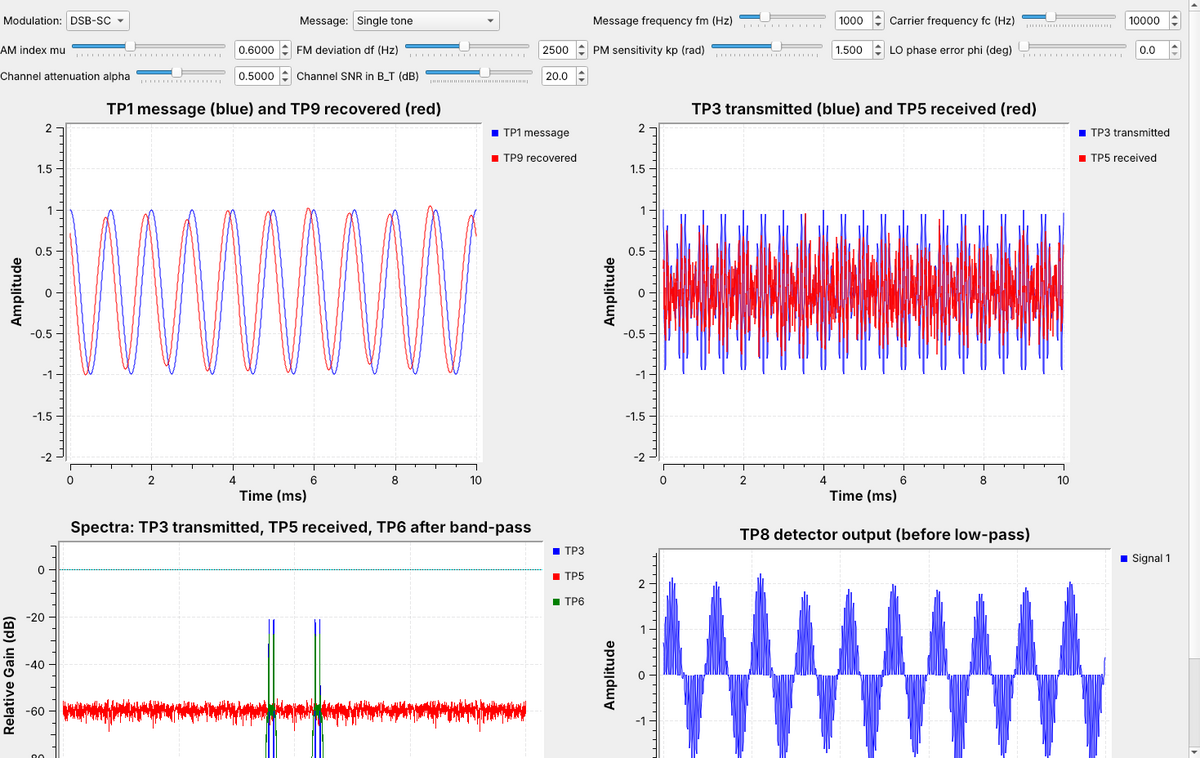 Modulation: DSB-SC Message: Single tone Message frequency fm (Hz) 1000 Carrier frequency fc (Hz) 10000
AM index mu 0.6000 FM deviation df (Hz) 2500 PM sensitivity kp (rad) 1.500 LO phase error phi (deg) 0.0
Channel attenuation alpha 0.5000 Channel SNR in B_T (dB) 20.0
TP1 message (blue) and TP9 recovered (red)
2
1.5
1
0.5
0
-0.5
-1
-1.5
-2
Amplitude
0 2 4 6 8 10
Time (ms)
TP1 message
TP9 recovered
TP3 transmitted (blue) and TP5 received (red)
2
1.5
1
0.5
0
-0.5
-1
-1.5
-2
Amplitude
0 2 4 6 8 10
Time (ms)
TP3 transmitted
TP5 received
Spectra: TP3 transmitted, TP5 received, TP6 after band-pass
0
-20
-40
-60
Relative Gain (dB)
TP3
TP5
TP6
TP8 detector output (before low-pass)
2
1
0
-1
Amplitude
Signal 1